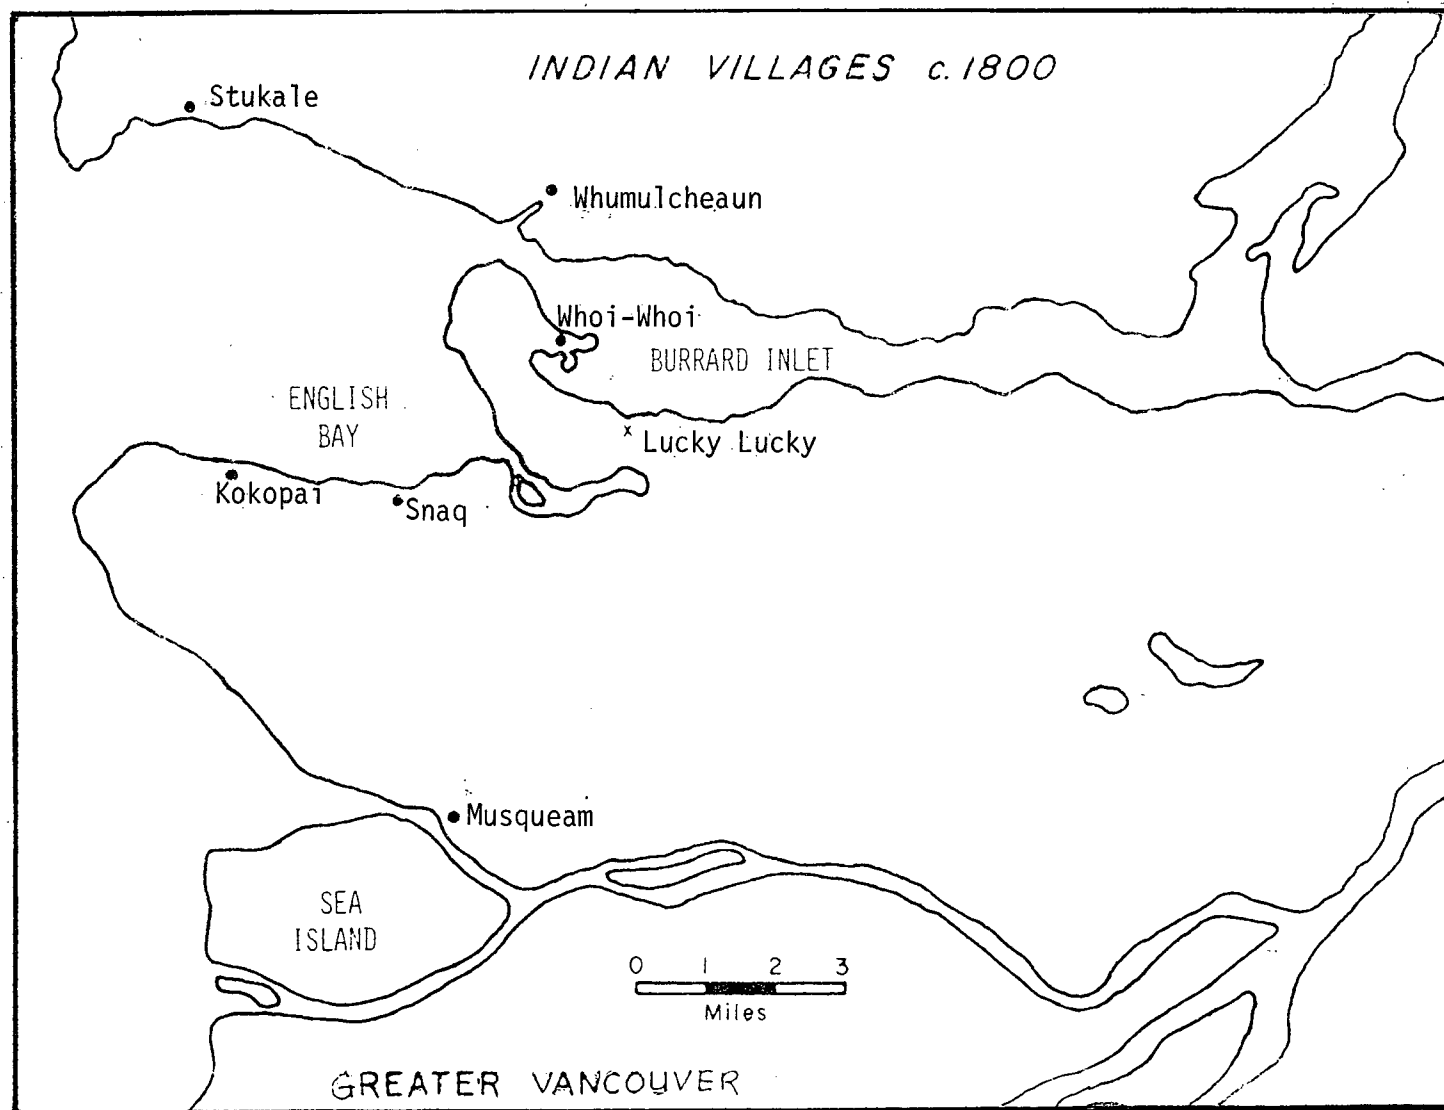 INDIAN VILLAGES c. 1800
Stukale
Whumulcheaun
Whoi-Whoi
BURRARD INLET
ENGLISH
BAY
Lucky Lucky
x
Kokopai
Snaq
Musqueam
SEA
ISLAND
0 1 2 3
Miles
GREATER VANCOUVER